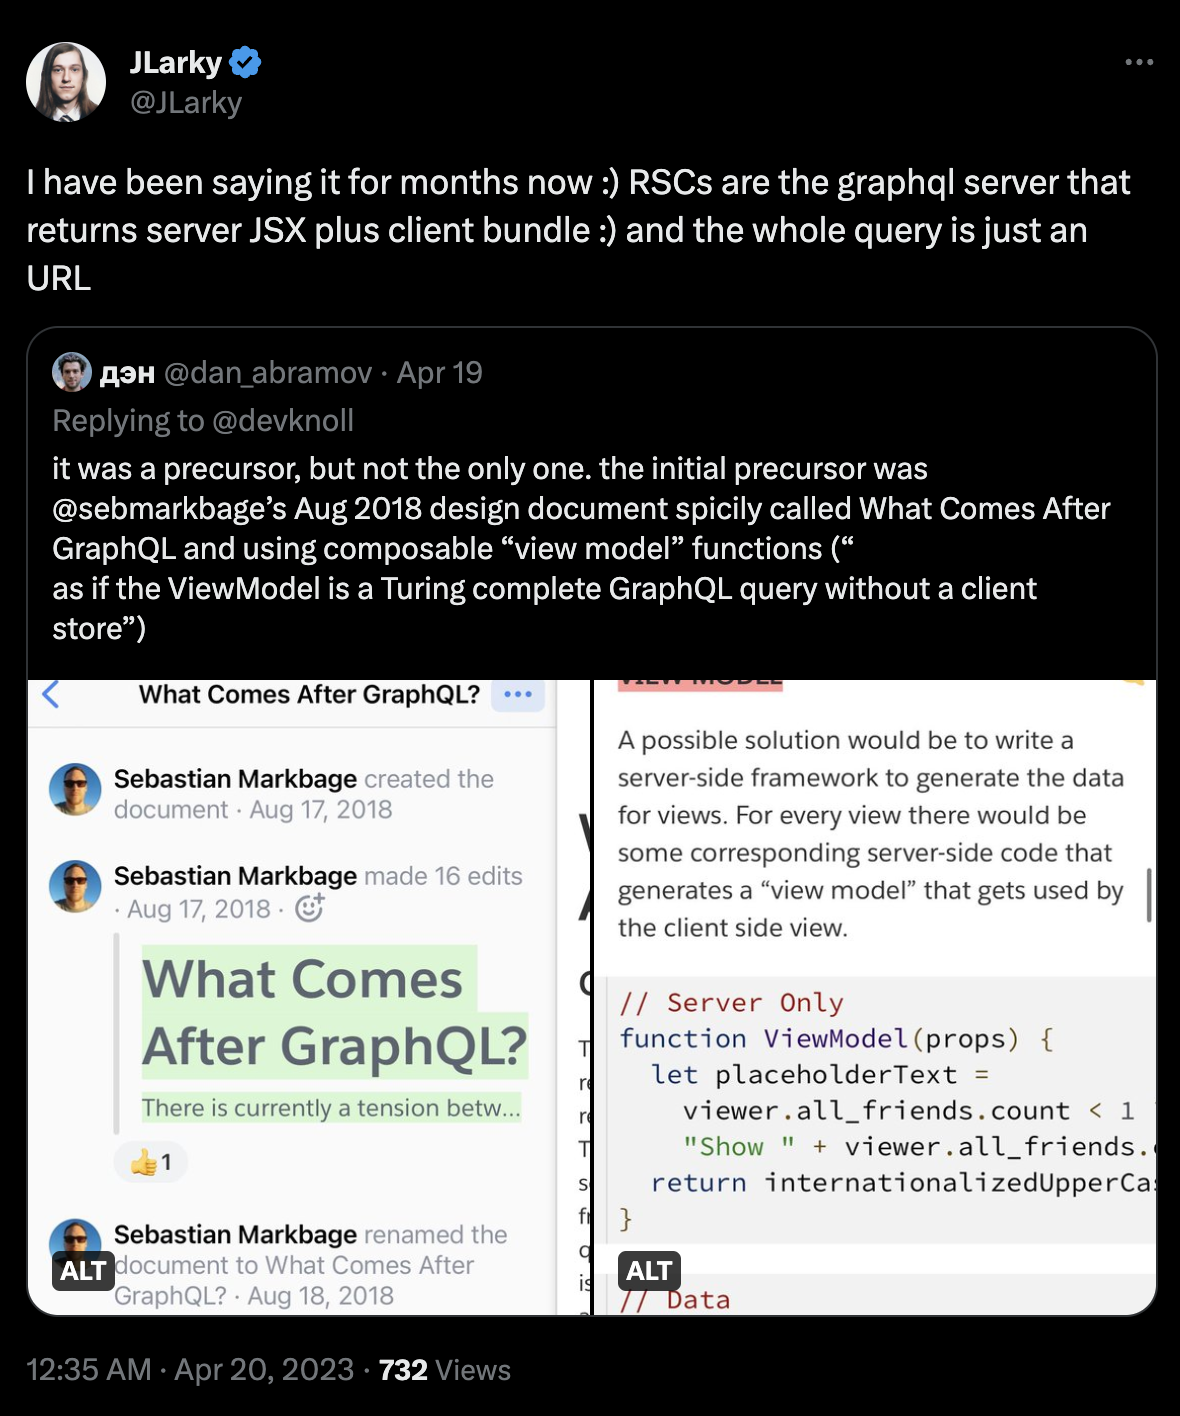 JLarky
@JLarky
I have been saying it for months now :) RSCs are the graphql server that
returns server JSX plus client bundle :) and the whole query is just an
URL
дэн @dan_abramov · Apr 19
Replying to @devknoll
it was a precursor, but not the only one. the initial precursor was
@sebmarkbage’s Aug 2018 design document spicily called What Comes After
GraphQL and using composable “view model” functions (“
as if the ViewModel is a Turing complete GraphQL query without a client
store”)
What Comes After GraphQL?
Sebastian Markbage created the
document · Aug 17, 2018
Sebastian Markbage made 16 edits
· Aug 17, 2018 ·
What Comes
After GraphQL?
There is currently a tension betw...
👍 1
Sebastian Markbage renamed the
document to What Comes After
GraphQL? · Aug 18, 2018
ALT
VIEW MODEL
A possible solution would be to write a
server-side framework to generate the data
for views. For every view there would be
some corresponding server-side code that
generates a “view model” that gets used by
the client side view.
// Server Only
function ViewModel(props) {
let placeholderText =
viewer.all_friends.count < 1
"Show " + viewer.all_friends.
return internationalizedUpperCa
}
ALT
// Data
12:35 AM · Apr 20, 2023 · 732 Views